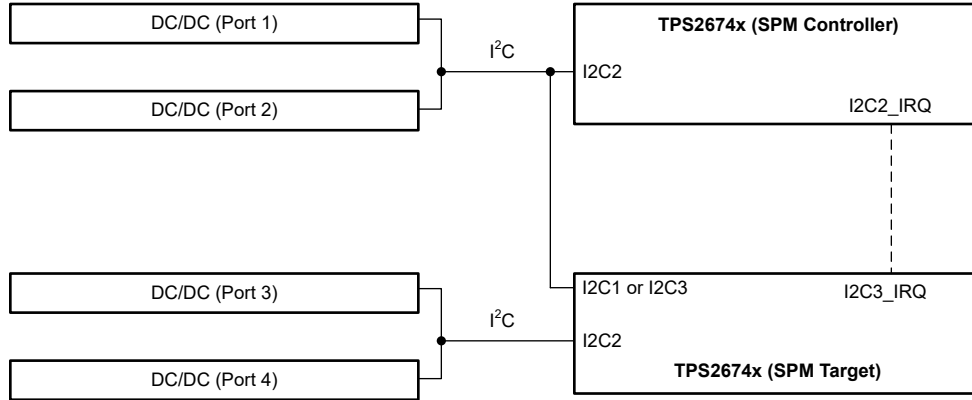 DC/DC (Port 1)
TPS2674x (SPM Controller)
I²C
I2C2
DC/DC (Port 2)
I2C2_IRQ
DC/DC (Port 3)
I2C1 or I2C3
I2C3_IRQ
I²C
I2C2
DC/DC (Port 4)
TPS2674x (SPM Target)